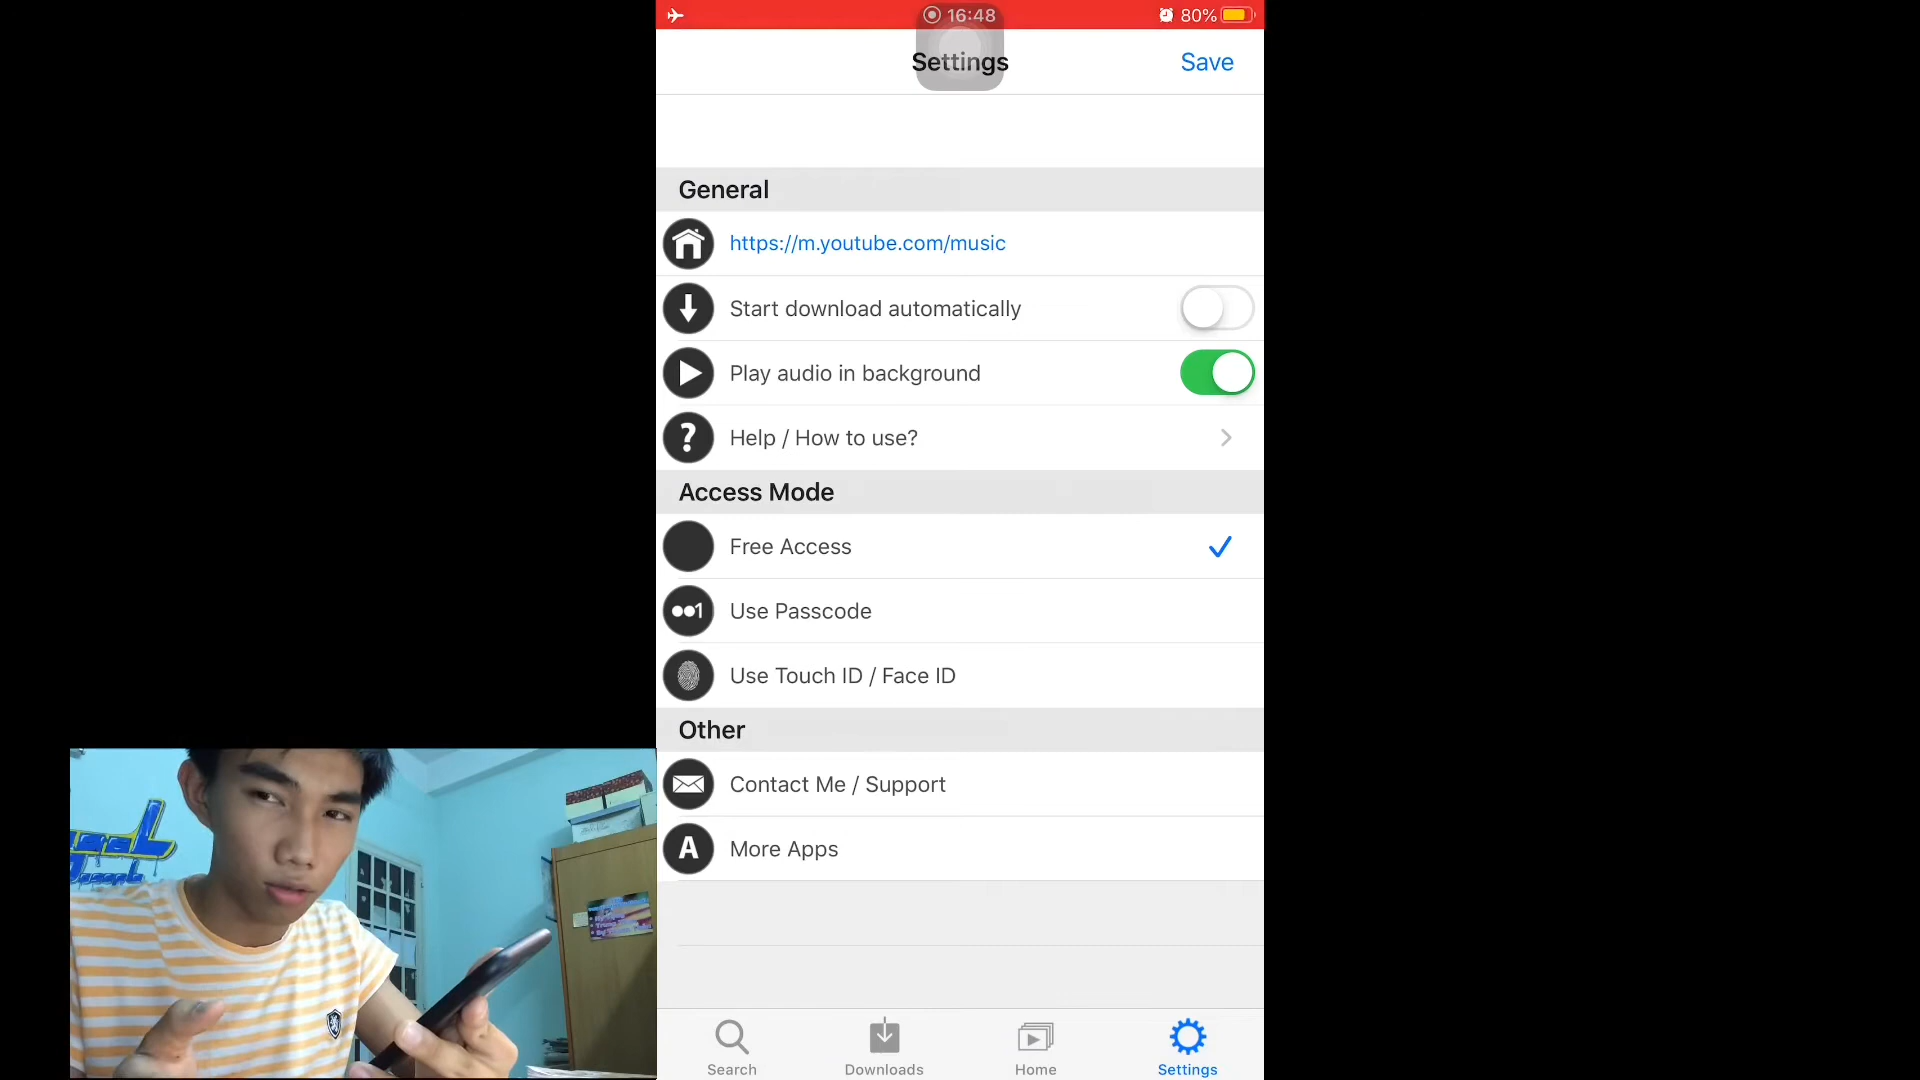 16:48
80%
Settings
Save
General
https://m.youtube.com/music
Start download automatically
Play audio in background
Help / How to use?
Access Mode
Free Access
Use Passcode
Use Touch ID / Face ID
Other
Contact Me / Support
A More Apps
Search
Downloads
Home
Settings